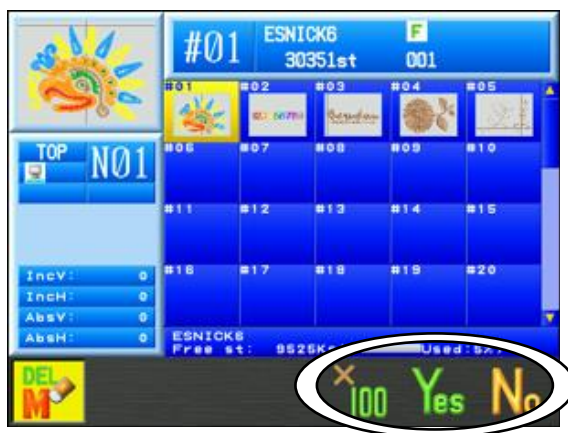 #01
ESNICK6
F
30351st
001
#01 #02 #03 #04 #05
TOP
N01
#06 #07 #08 #09 #10
#11 #12 #13 #14 #15
#16 #17 #18 #19 #20
IncV: 0
IncH: 0
AbsV: 0
AbsH: 0
ESNICK6
Free st:
Used:
DEL
M
×100
Yes
No